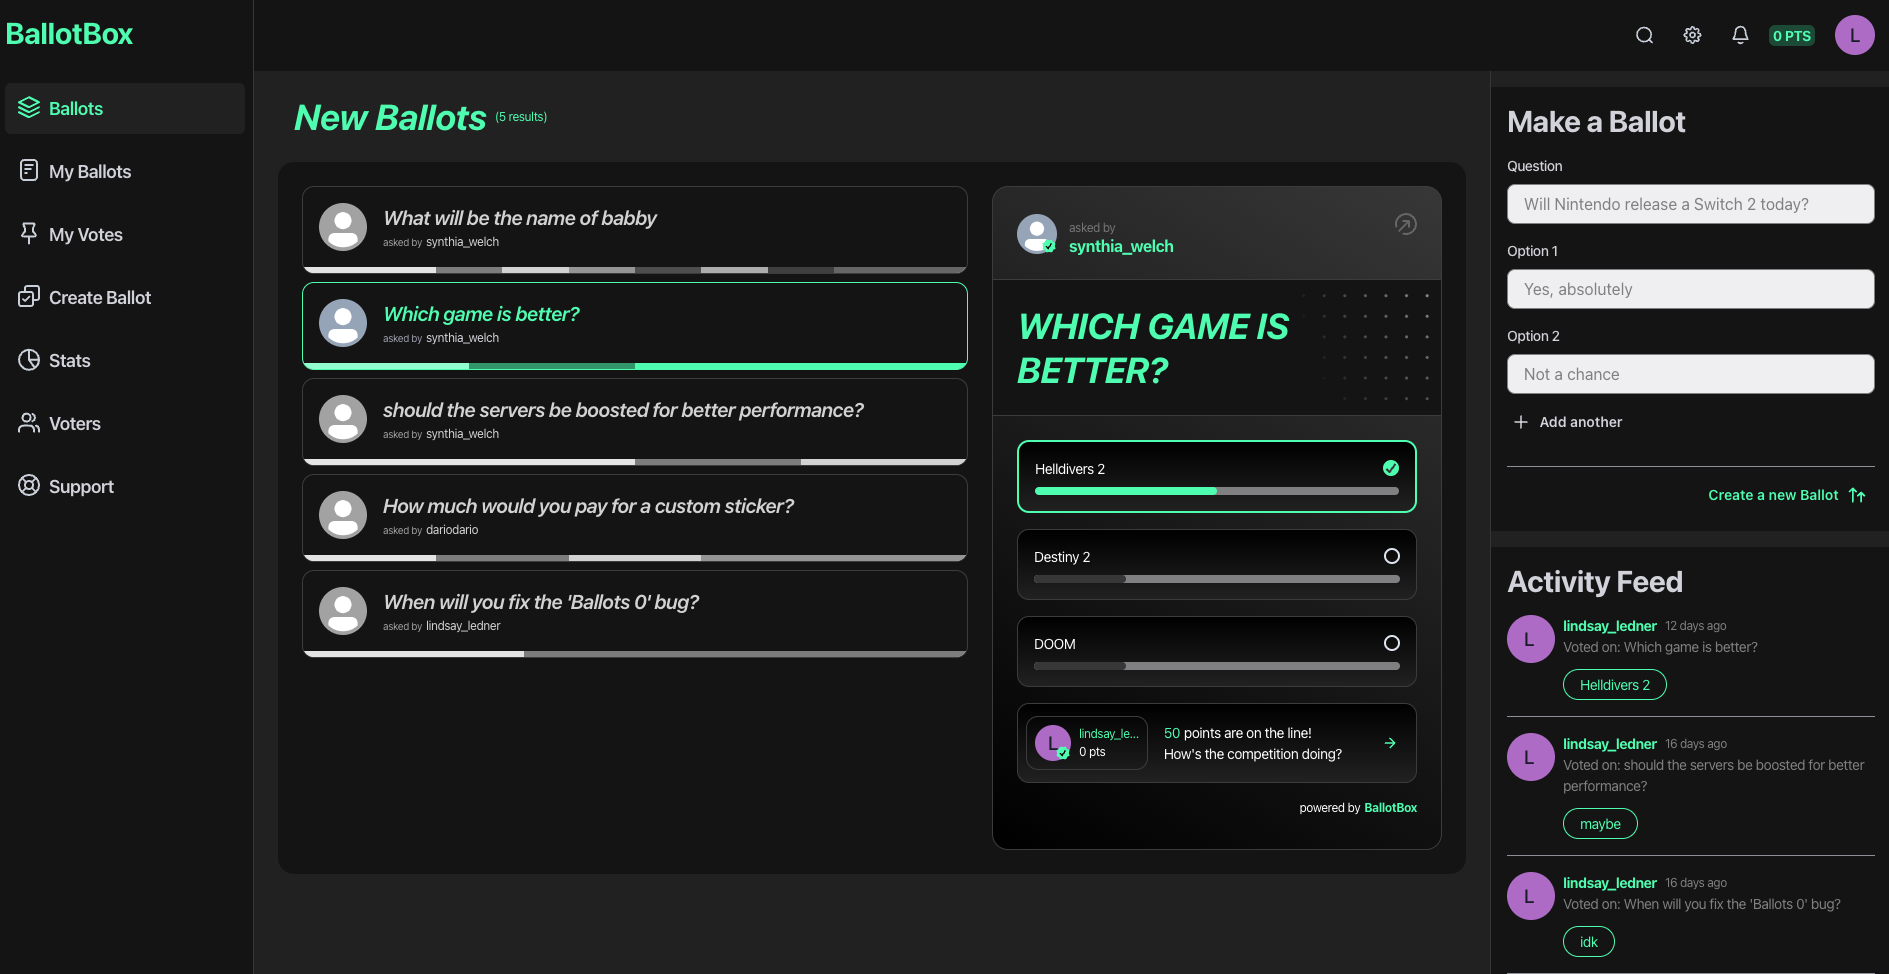 BallotBox
0 PTS
L
Ballots
My Ballots
My Votes
Create Ballot
Stats
Voters
Support
New Ballots (5 results)
What will be the name of babby
asked by synthia_welch
Which game is better?
asked by synthia_welch
should the servers be boosted for better performance?
asked by synthia_welch
How much would you pay for a custom sticker?
asked by dariodario
When will you fix the 'Ballots 0' bug?
asked by lindsay_ledner
asked by
synthia_welch
WHICH GAME IS
BETTER?
Helldivers 2
Destiny 2
DOOM
L
lindsay_le...
0 pts
50 points are on the line!
How's the competition doing?
powered by BallotBox
Make a Ballot
Question
Will Nintendo release a Switch 2 today?
Option 1
Yes, absolutely
Option 2
Not a chance
Add another
Create a new Ballot
Activity Feed
L
lindsay_ledner 12 days ago
Voted on: Which game is better?
Helldivers 2
L
lindsay_ledner 16 days ago
Voted on: should the servers be boosted for better
performance?
maybe
L
lindsay_ledner 16 days ago
Voted on: When will you fix the 'Ballots 0' bug?
idk